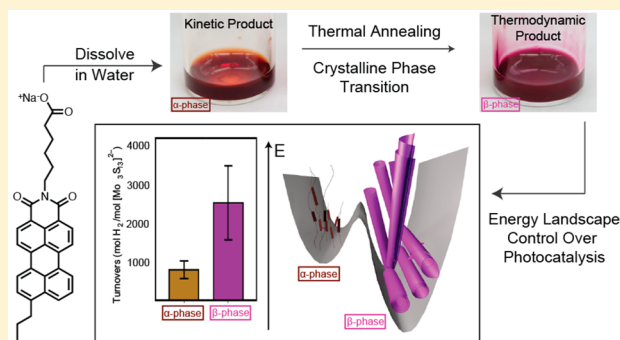 Dissolve
in Water
Kinetic Product
α-phase
Thermal Annealing
Crystalline Phase
Transition
Thermodynamic
Product
β-phase
+Na-O
O
O
N
O
Turnovers (mol H2/mol [Mo3S13]2-)
4000
3000
2000
1000
α-phase
β-phase
E
α-phase
β-phase
Energy Landscape
Control Over
Photocatalysis